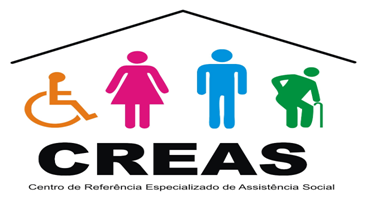 CREAS
Centro de Referência Especializado de Assistência Social